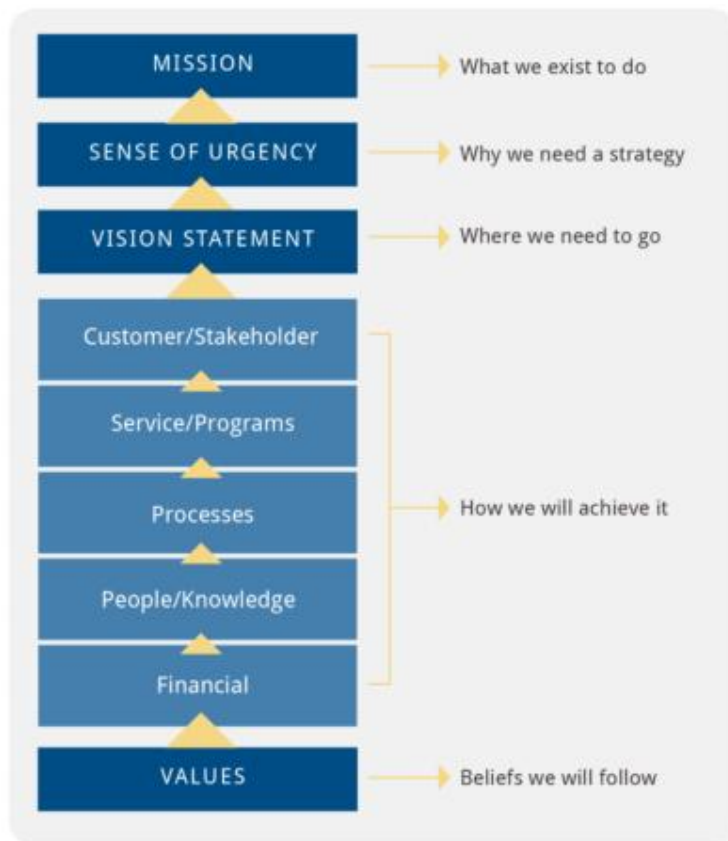 MISSION
What we exist to do
SENSE OF URGENCY
Why we need a strategy
VISION STATEMENT
Where we need to go
Customer/Stakeholder
Service/Programs
Processes
How we will achieve it
People/Knowledge
Financial
VALUES
Beliefs we will follow